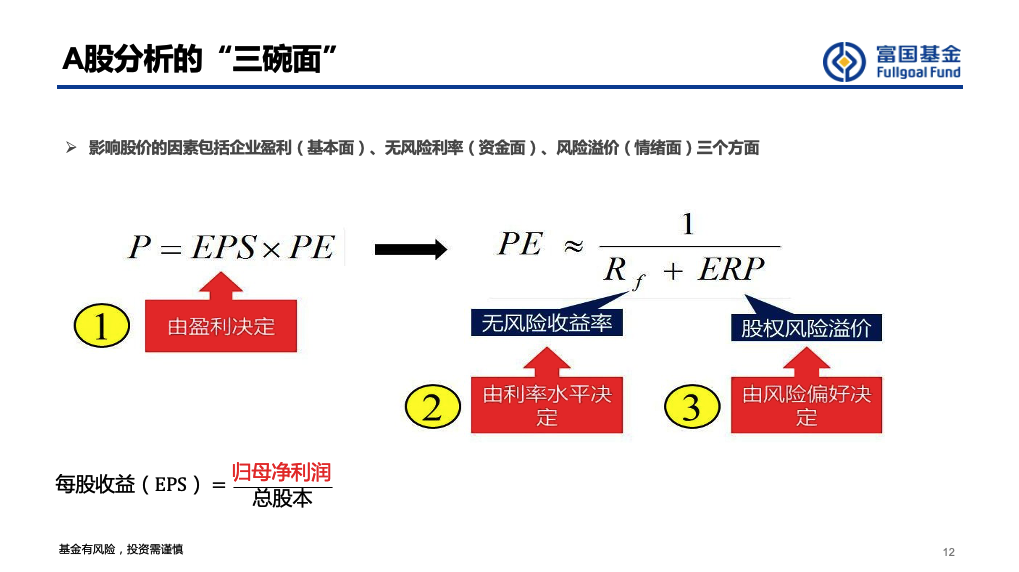 A股分析的“三碗面”
富国基金
Fullgoal Fund
➢ 影响股价的因素包括企业盈利（基本面）、无风险利率（资金面）、风险溢价（情绪面）三个方面
P = EPS × PE
PE ≈ 1 / (R_f + ERP)
1
由盈利决定
无风险收益率
股权风险溢价
2
由利率水平决
定
3
由风险偏好决
定
每股收益（EPS）= 归母净利润 / 总股本
基金有风险，投资需谨慎
12